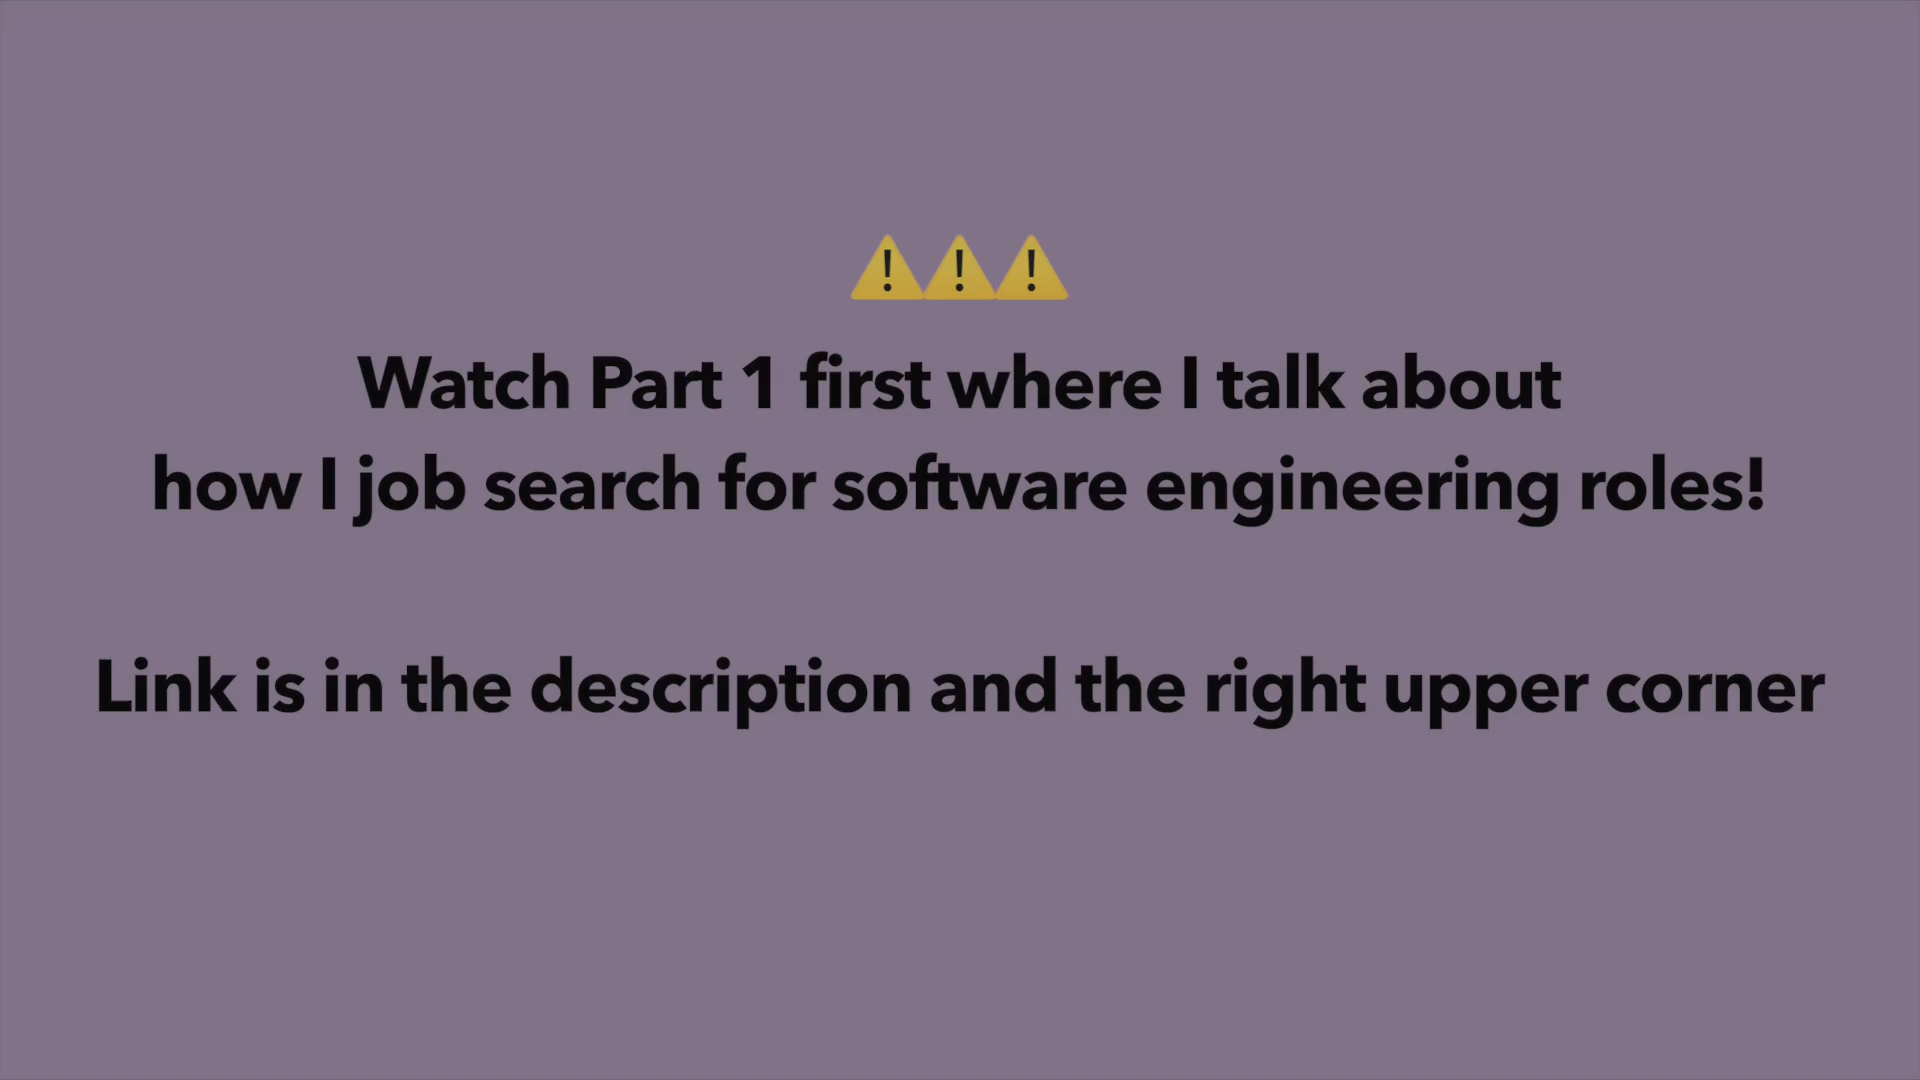 ⚠️⚠️⚠️
Watch Part 1 first where I talk about
how I job search for software engineering roles!
Link is in the description and the right upper corner